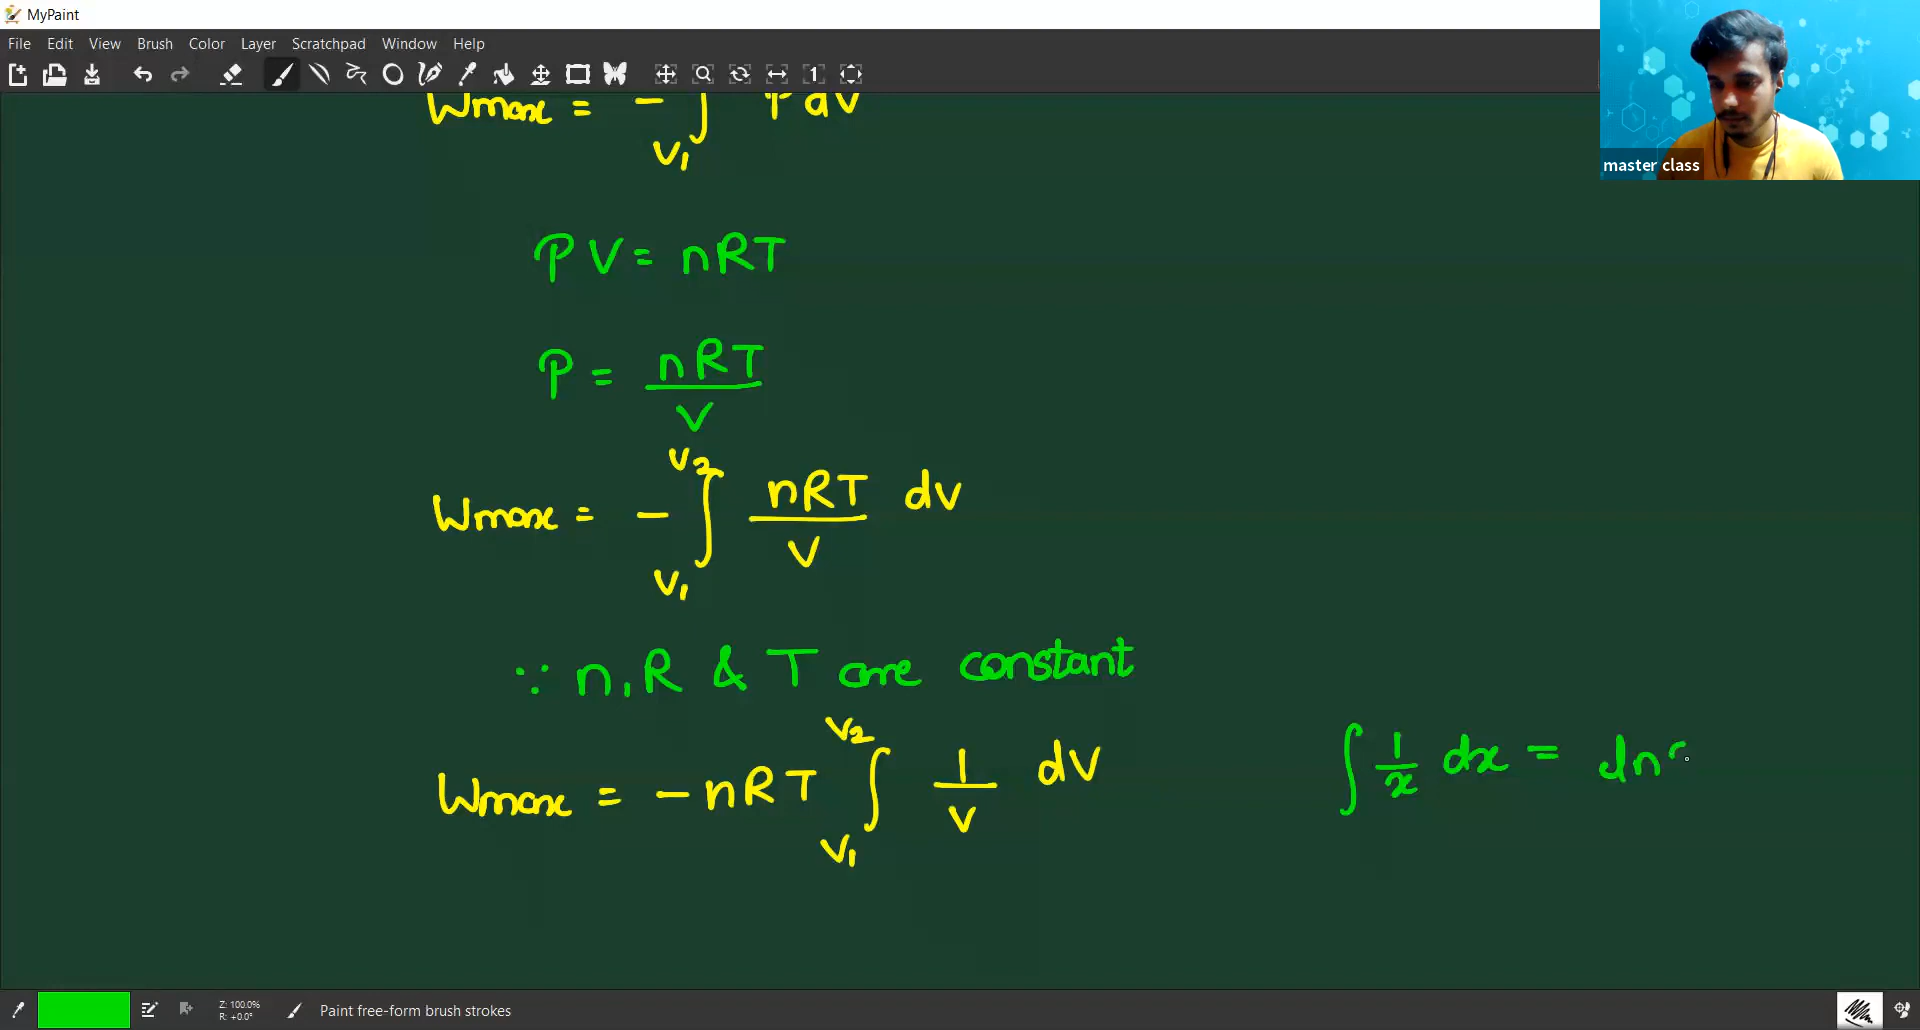 MyPaint
File Edit View Brush Color Layer Scratchpad Window Help
master class
Wmax = - ∫ P dV
V1
PV = nRT
P = nRT / V
Wmax = - ∫ V1 V2 nRT / V dV
∵ n, R & T are constant
Wmax = - nRT ∫ V1 V2 1 / V dV
∫ 1 / x dx = ln
Z: 100.0%
R: +0.0°
Paint free-form brush strokes